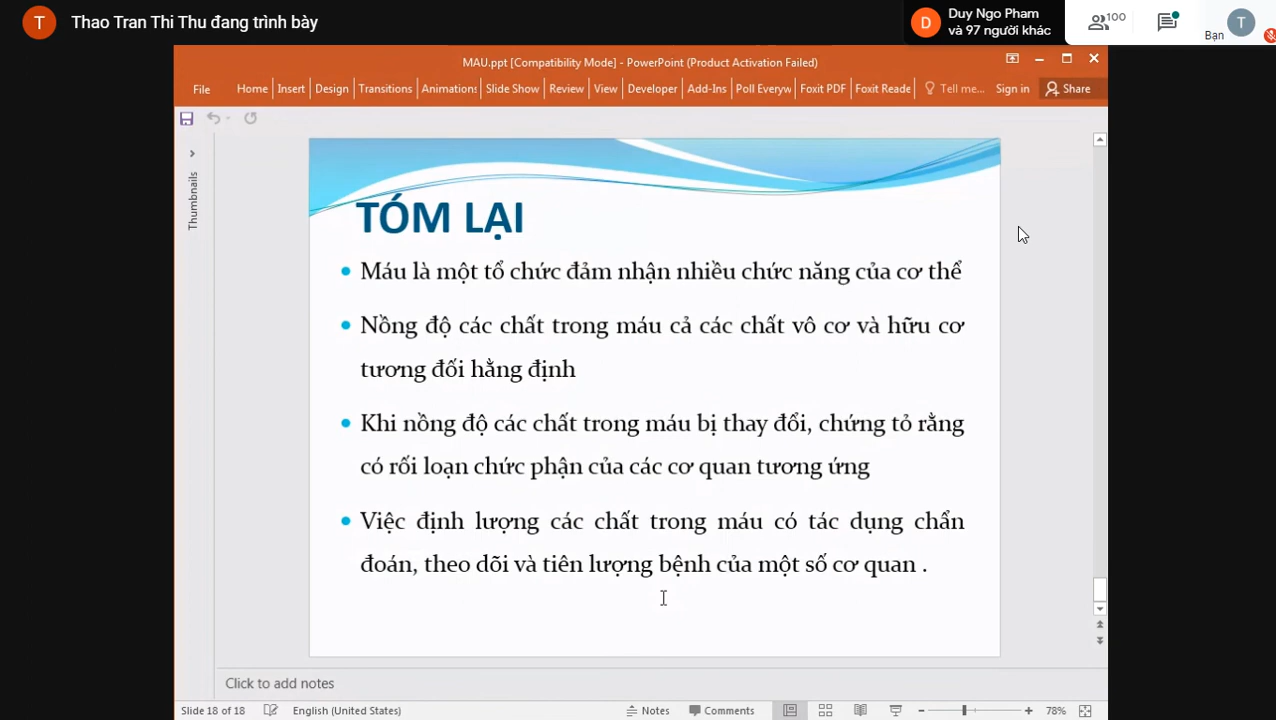 T Thao Tran Thi Thu đang trình bày
D Duy Ngo Pham
và 97 người khác
100
T
Bạn
MAU.ppt [Compatibility Mode] - PowerPoint (Product Activation Failed)
File Home Insert Design Transitions Animations Slide Show Review View Developer Add-Ins Poll Everyw Foxit PDF Foxit Reade Tell me... Sign in Share
Thumbnails
TÓM LẠI
• Máu là một tổ chức đảm nhận nhiều chức năng của cơ thể
• Nồng độ các chất trong máu cả các chất vô cơ và hữu cơ
tương đối hằng định
• Khi nồng độ các chất trong máu bị thay đổi, chứng tỏ rằng
có rối loạn chức phận của các cơ quan tương ứng
• Việc định lượng các chất trong máu có tác dụng chẩn
đoán, theo dõi và tiên lượng bệnh của một số cơ quan .
Click to add notes
Slide 18 of 18 English (United States) Notes Comments 78%